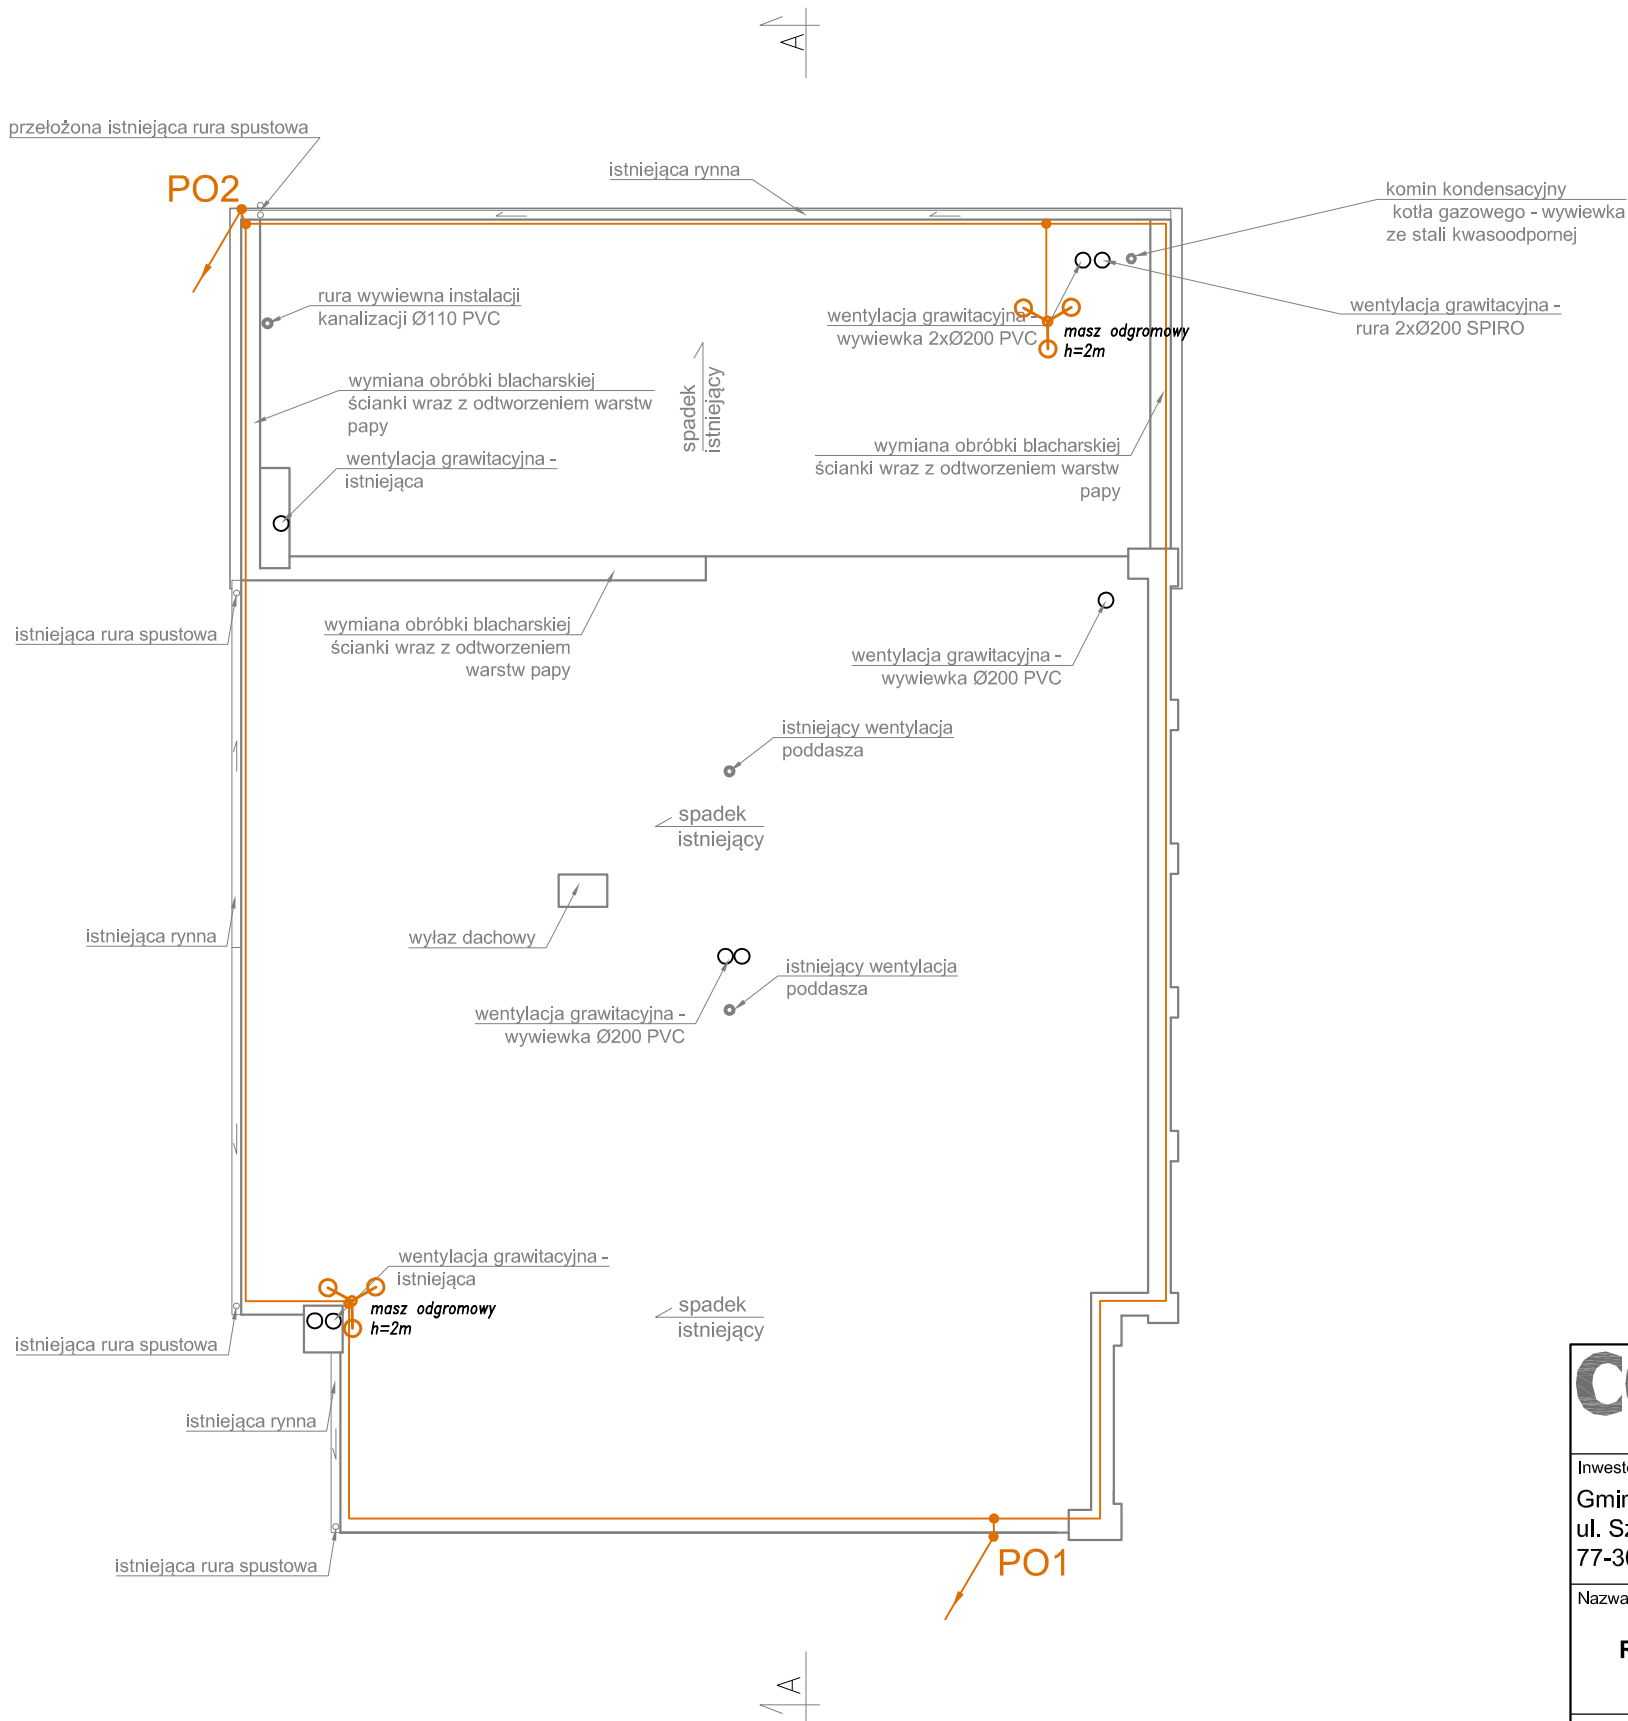 A
przełożona istniejąca rura spustowa
PO2
istniejąca rynna
komin kondensacyjny
kotła gazowego - wywiewka
ze stali kwasoodpornej
rura wywiewna instalacji
kanalizacji Ø110 PVC
wentylacja grawitacyjna -
wywiewka 2xØ200 PVC
masz odgromowy
h=2m
wentylacja grawitacyjna -
rura 2xØ200 SPIRO
wymiana obróbki blacharskiej
ścianki wraz z odtworzeniem warstw
papy
spadek
istniejący
wymiana obróbki blacharskiej
ścianki wraz z odtworzeniem warstw
papy
wentylacja grawitacyjna -
istniejąca
istniejąca rura spustowa
wymiana obróbki blacharskiej
ścianki wraz z odtworzeniem
warstw papy
wentylacja grawitacyjna -
wywiewka Ø200 PVC
istniejący wentylacja
poddasza
spadek
istniejący
istniejąca rynna
wyłaz dachowy
istniejący wentylacja
poddasza
wentylacja grawitacyjna -
wywiewka Ø200 PVC
wentylacja grawitacyjna -
istniejąca
masz odgromowy
h=2m
spadek
istniejący
istniejąca rura spustowa
istniejąca rynna
istniejąca rura spustowa
PO1
A
Nazwa
ul.